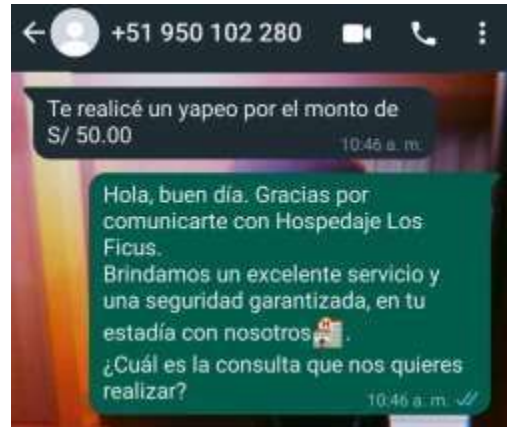 +51 950 102 280
Te realicé un yapeo por el monto de
S/ 50.00
10:46 a. m.
Hola, buen día. Gracias por
comunicarte con Hospedaje Los
Ficus.
Brindamos un excelente servicio y
una seguridad garantizada, en tu
estadía con nosotros🏩.
¿Cuál es la consulta que nos quieres
realizar?
10:46 a. m.